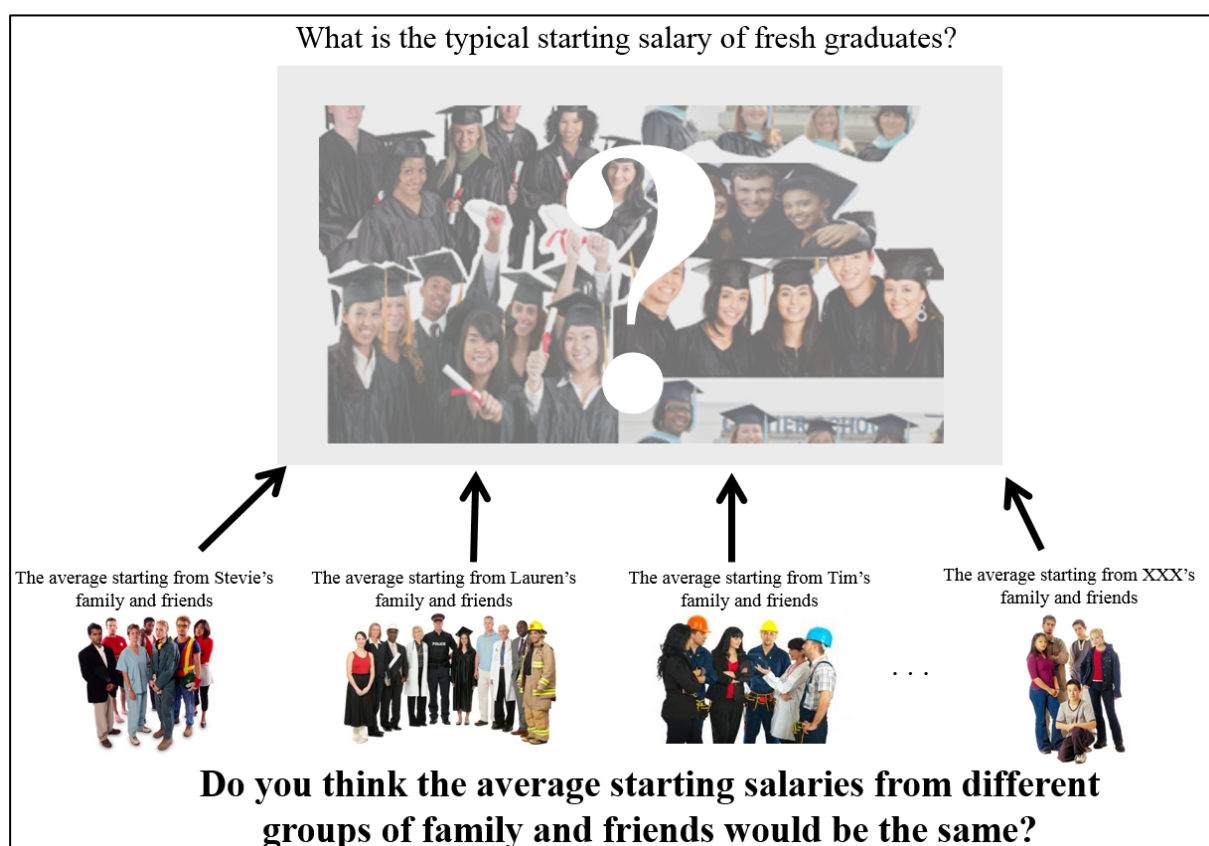 What is the typical starting salary of fresh graduates?
?
The average starting from Stevie's
family and friends
The average starting from Lauren's
family and friends
POLICE
The average starting from Tim's
family and friends
. . .
The average starting from XXX's
family and friends
Do you think the average starting salaries from different
groups of family and friends would be the same?